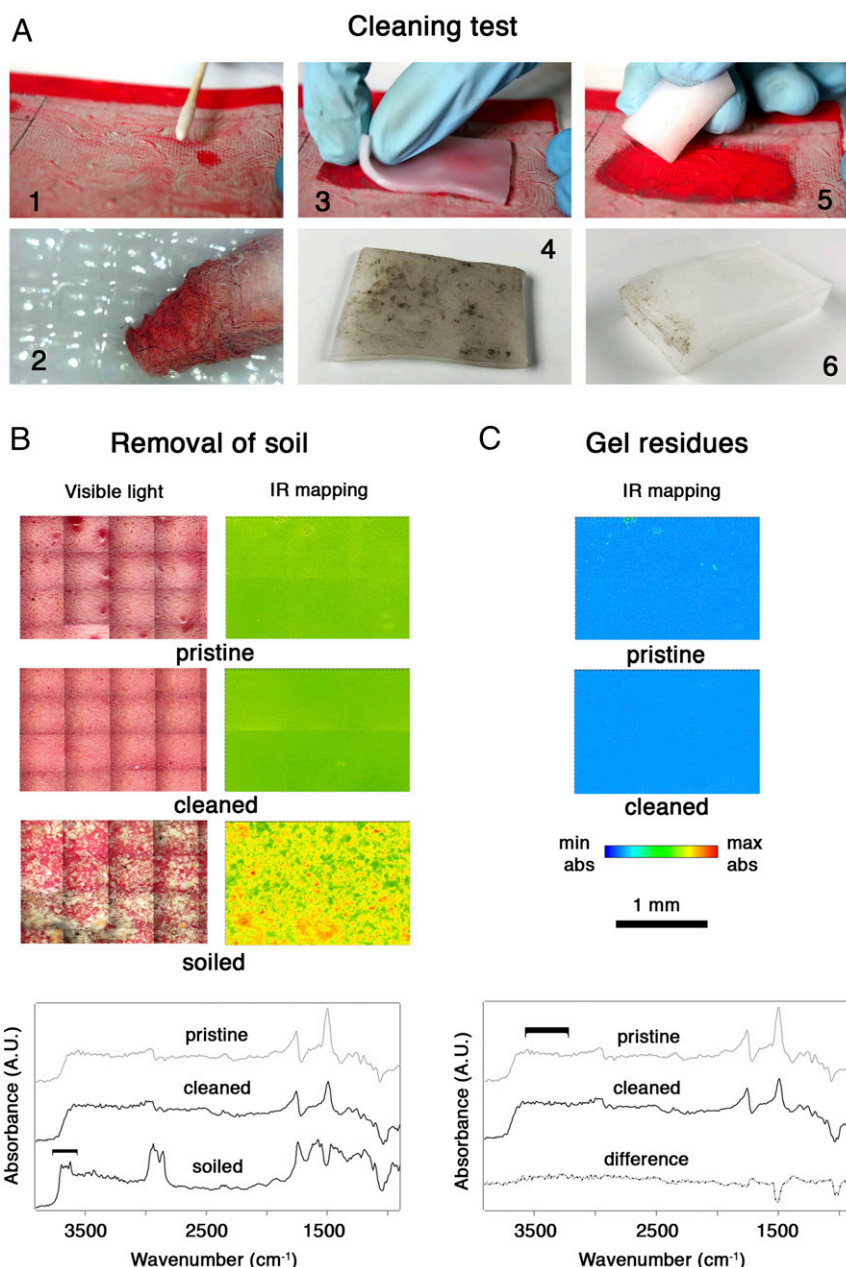 A
Cleaning test
1
3
5
2
4
6
B
Removal of soil
Visible light
IR mapping
pristine
cleaned
soiled
Absorbance (A.U.)
pristine
cleaned
soiled
3500 2500 1500
Wavenumber (cm⁻¹)
C
Gel residues
IR mapping
pristine
cleaned
min abs
max abs
1 mm
Absorbance (A.U.)
pristine
cleaned
difference
3500 2500 1500
Wavenumber (cm⁻¹)